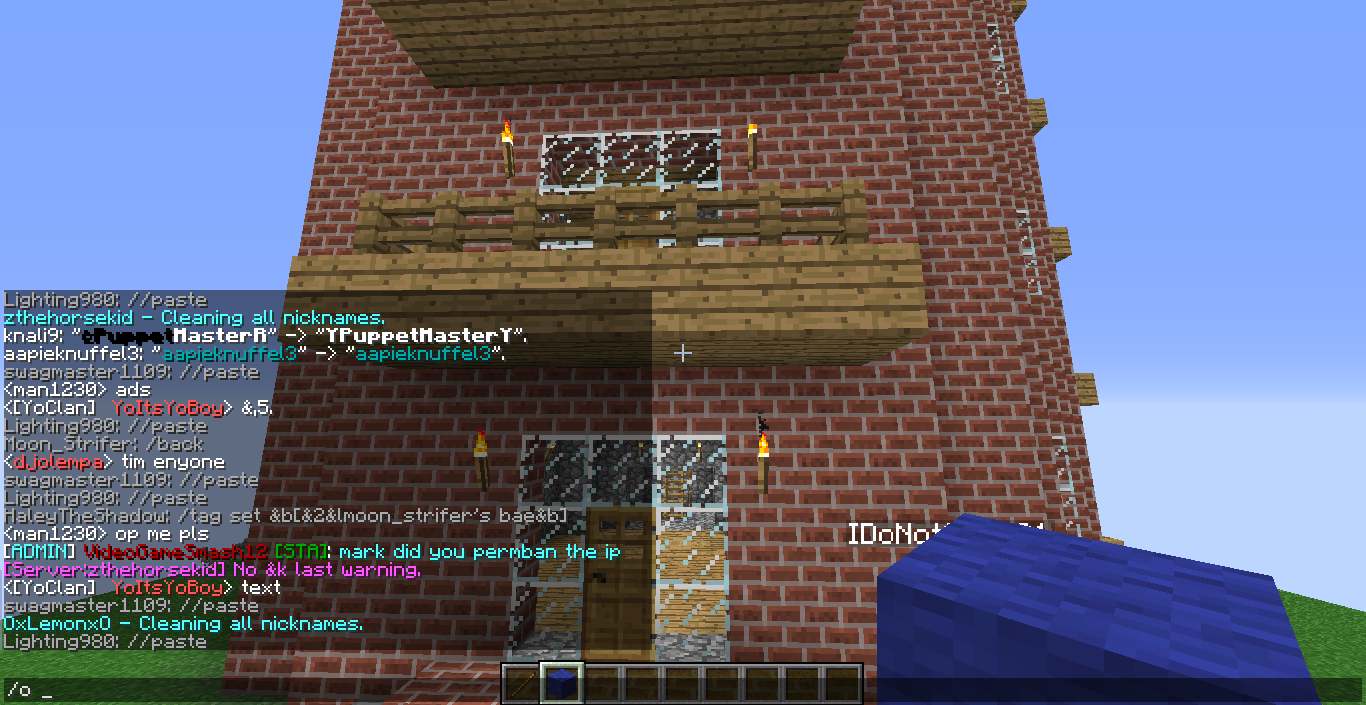 Lighting980: //paste
zthehorsekid - Cleaning all nicknames.
knali9: "ePuppetMasterR" -> "YPuppetMasterY".
aapieknuffel3: "aapieknuffel3" -> "aapieknuffel3".
swagmaster1109: //paste
<man1230> ads
<[YoClan] YoItsYoBoy> &,5,
Lighting980: //paste
Moon_Strifer: /back
<djolempa> tim enyone
swagmaster1109: //paste
Lighting980: //paste
HaleyTheShadow: /tag set &b[&2&lmoon_strifer's bae&b]
<man1230> op me pls
[ADMIN] VideoGameSmash12 [STA]: mark did you permban the ip
[Server:zthehorsekid] No &k last warning.
<[YoClan] YoItsYoBoy> text
swagmaster1109: //paste
0xLemonx0 - Cleaning all nicknames.
Lighting980: //paste
IDoNot
/o _